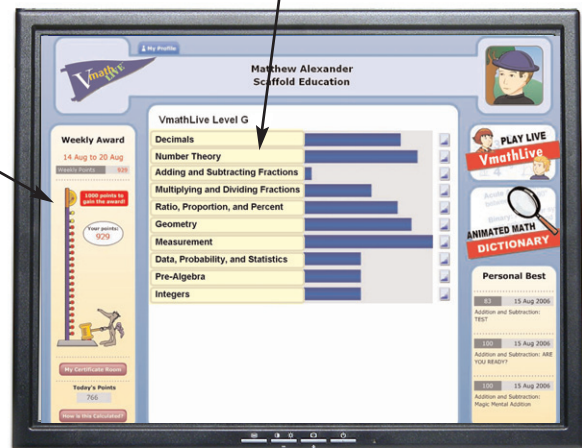 My Profile
Vmath LIVE
Matthew Alexander
Scaffold Education
VmathLive Level G
Decimals
Number Theory
Adding and Subtracting Fractions
Multiplying and Dividing Fractions
Ratio, Proportion, and Percent
Geometry
Measurement
Data, Probability, and Statistics
Pre-Algebra
Integers
Weekly Award
14 Aug to 20 Aug
Week's Points 929
1000 points to
gain the award!
Your points:
929
My Certificate Room
Today's Points
766
How is this Calculated?
PLAY LIVE
VmathLive
ANIMATED MATH
DICTIONARY
Personal Best
83 15 Aug 2006
Addition and Subtraction:
TEST
100 15 Aug 2006
Addition and Subtraction: ARE
YOU READY?
100 15 Aug 2006
Addition and Subtraction:
Magic Mental Addition